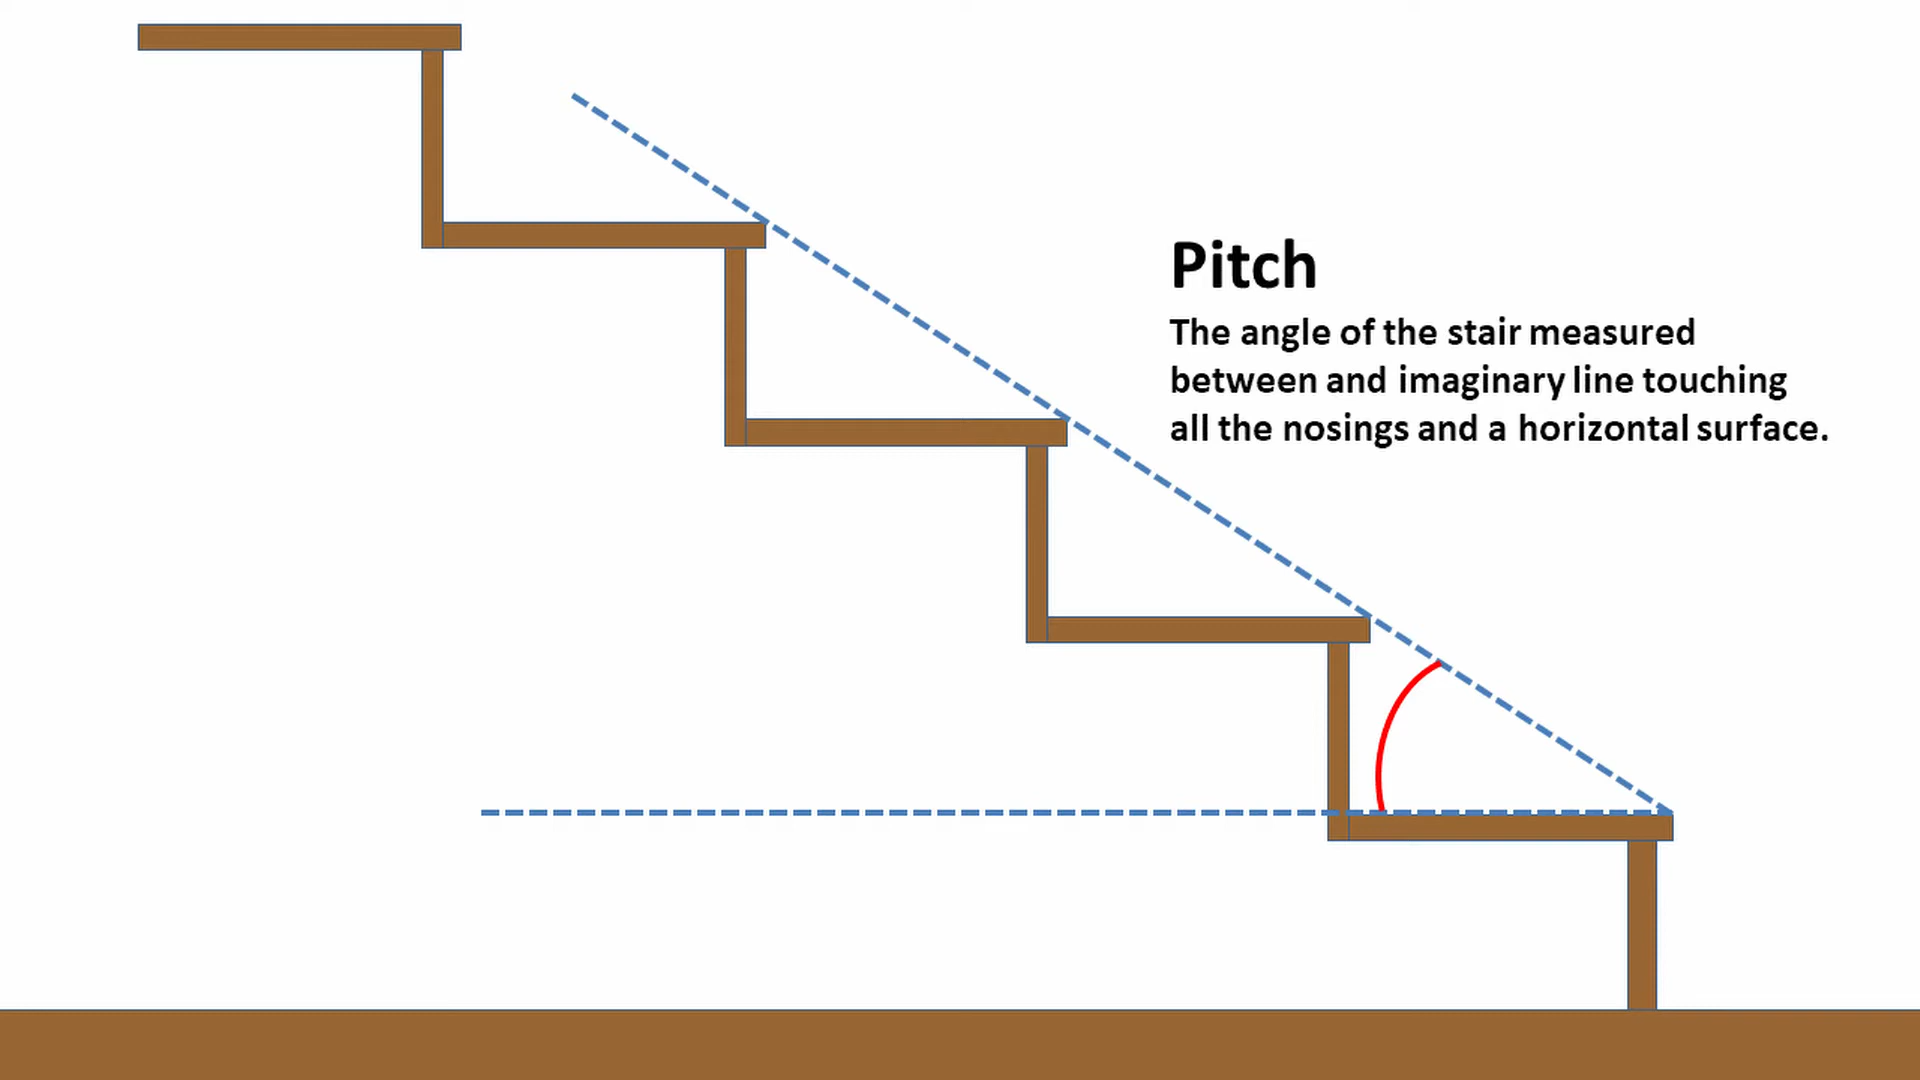 Pitch
The angle of the stair measured
between and imaginary line touching
all the nosings and a horizontal surface.